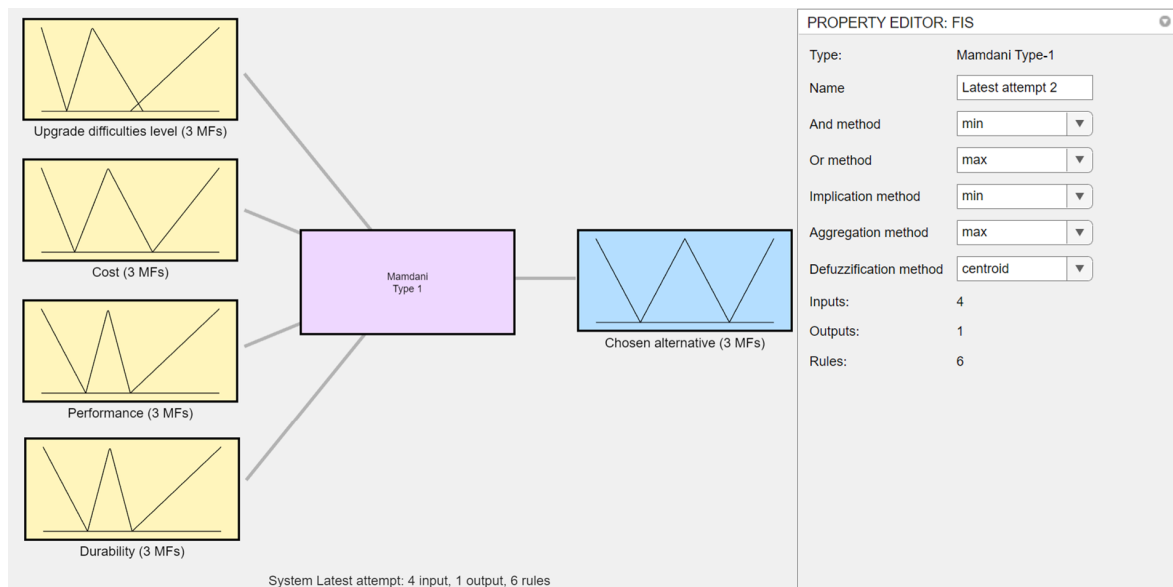 Upgrade difficulties level (3 MFs)
Cost (3 MFs)
Performance (3 MFs)
Durability (3 MFs)
Mamdani
Type 1
Chosen alternative (3 MFs)
System Latest attempt: 4 input, 1 output, 6 rules
PROPERTY EDITOR: FIS
Type: Mamdani Type-1
Name Latest attempt 2
And method min
Or method max
Implication method min
Aggregation method max
Defuzzification method centroid
Inputs: 4
Outputs: 1
Rules: 6